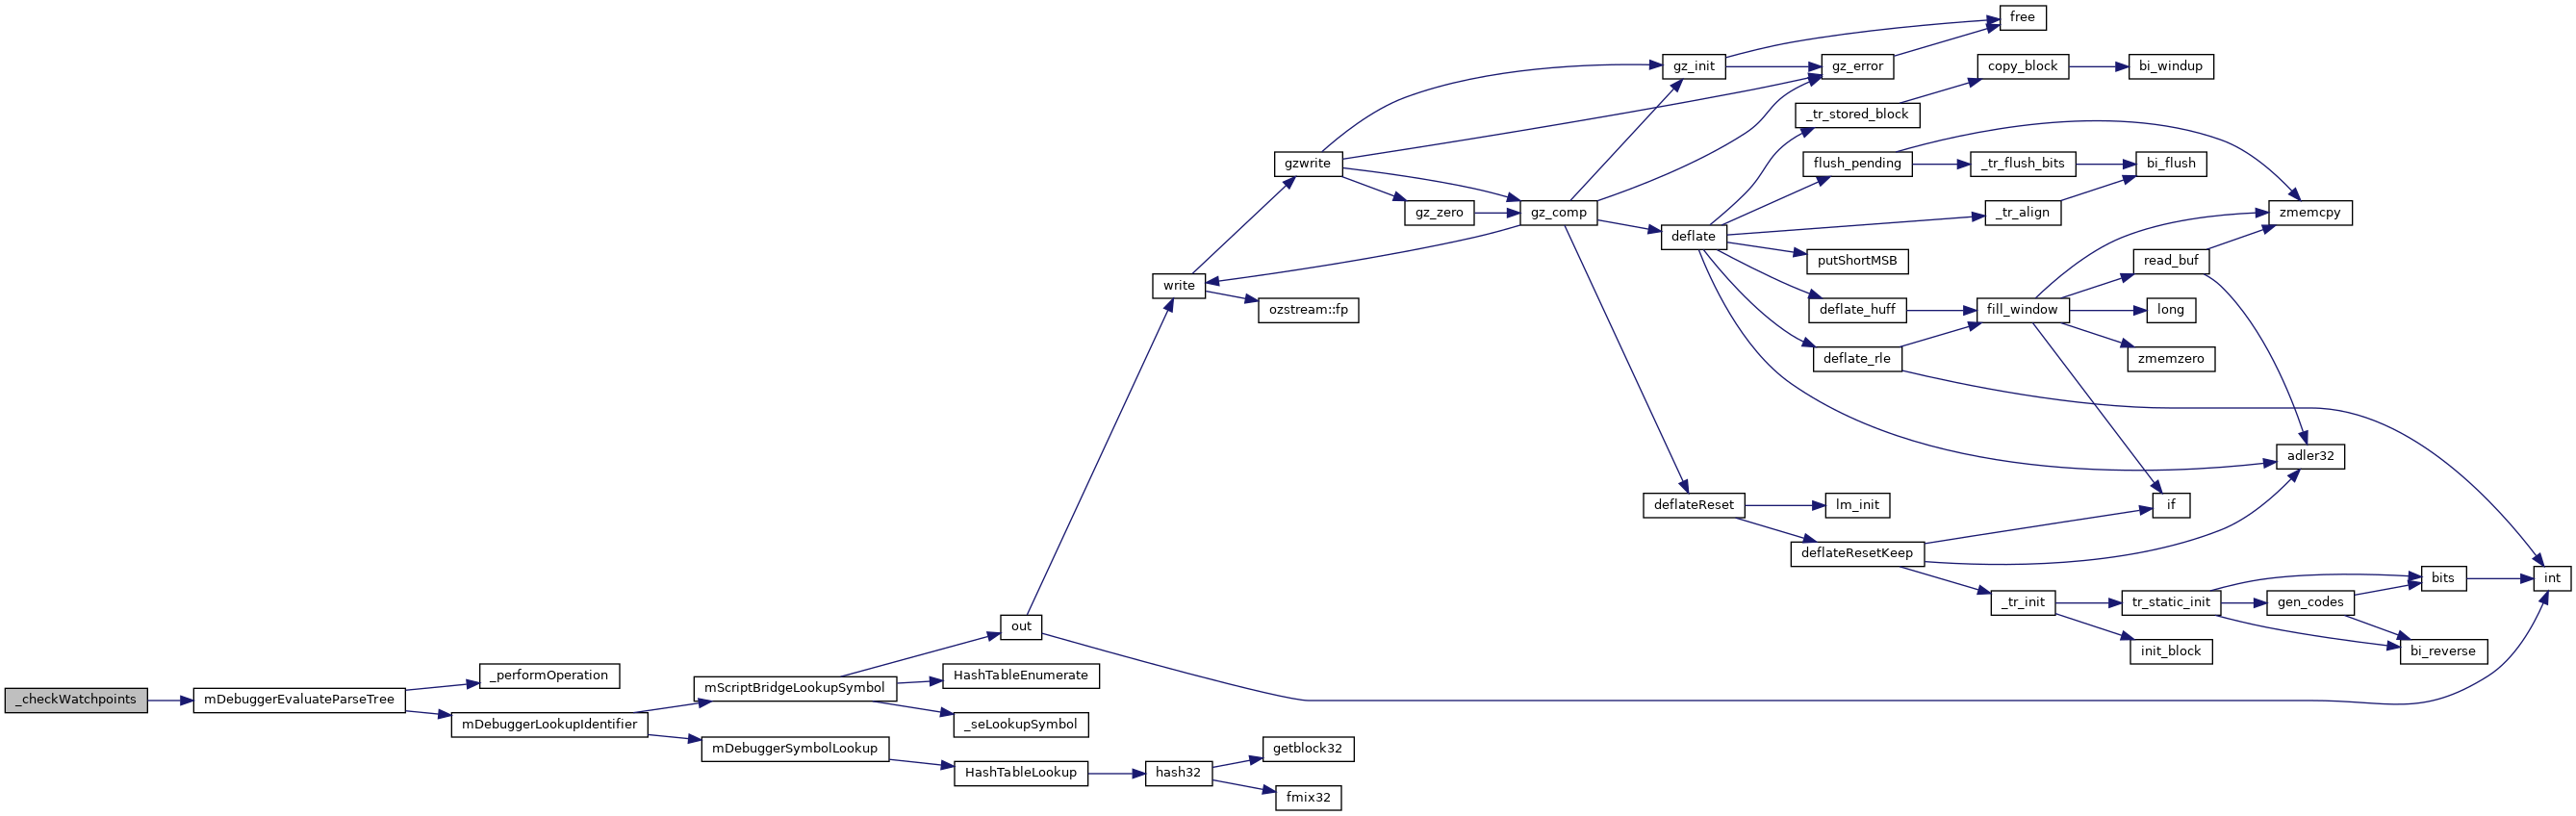 free
gz_init
gz_error
copy_block
bi_windup
_tr_stored_block
gzwrite
flush_pending
_tr_flush_bits
bi_flush
gz_zero
gz_comp
_tr_align
zmemcpy
deflate
putShortMSB
read_buf
write
ozstream::fp
deflate_huff
fill_window
long
deflate_rle
zmemzero
adler32
deflateReset
lm_init
if
deflateResetKeep
bits
int
_tr_init
tr_static_init
gen_codes
out
init_block
bi_reverse
_performOperation
HashTableEnumerate
mScriptBridgeLookupSymbol
_checkWatchpoints
mDebuggerEvaluateParseTree
mDebuggerLookupIdentifier
_seLookupSymbol
mDebuggerSymbolLookup
getblock32
HashTableLookup
hash32
fmix32